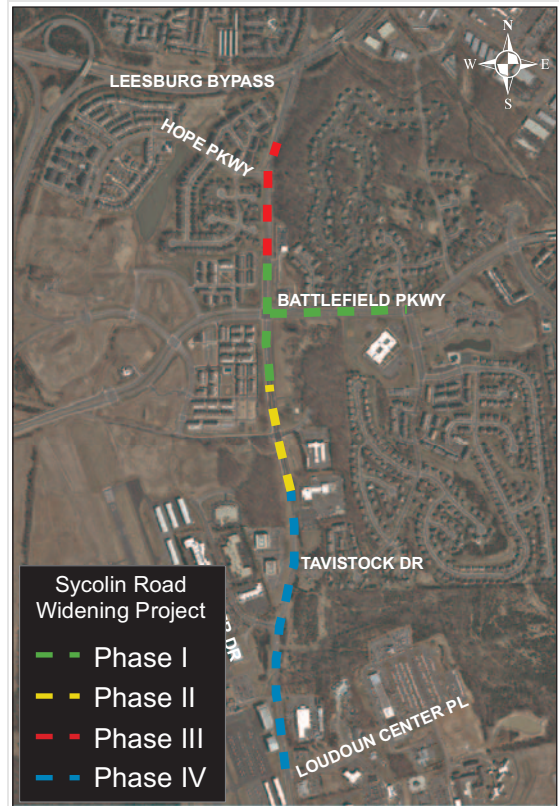 N
W E
S
LEESBURG BYPASS
HOPE PKWY
BATTLEFIELD PKWY
TAVISTOCK DR
DR
LOUDOUN CENTER PL
Sycolin Road
Widening Project
Phase I
Phase II
Phase III
Phase IV